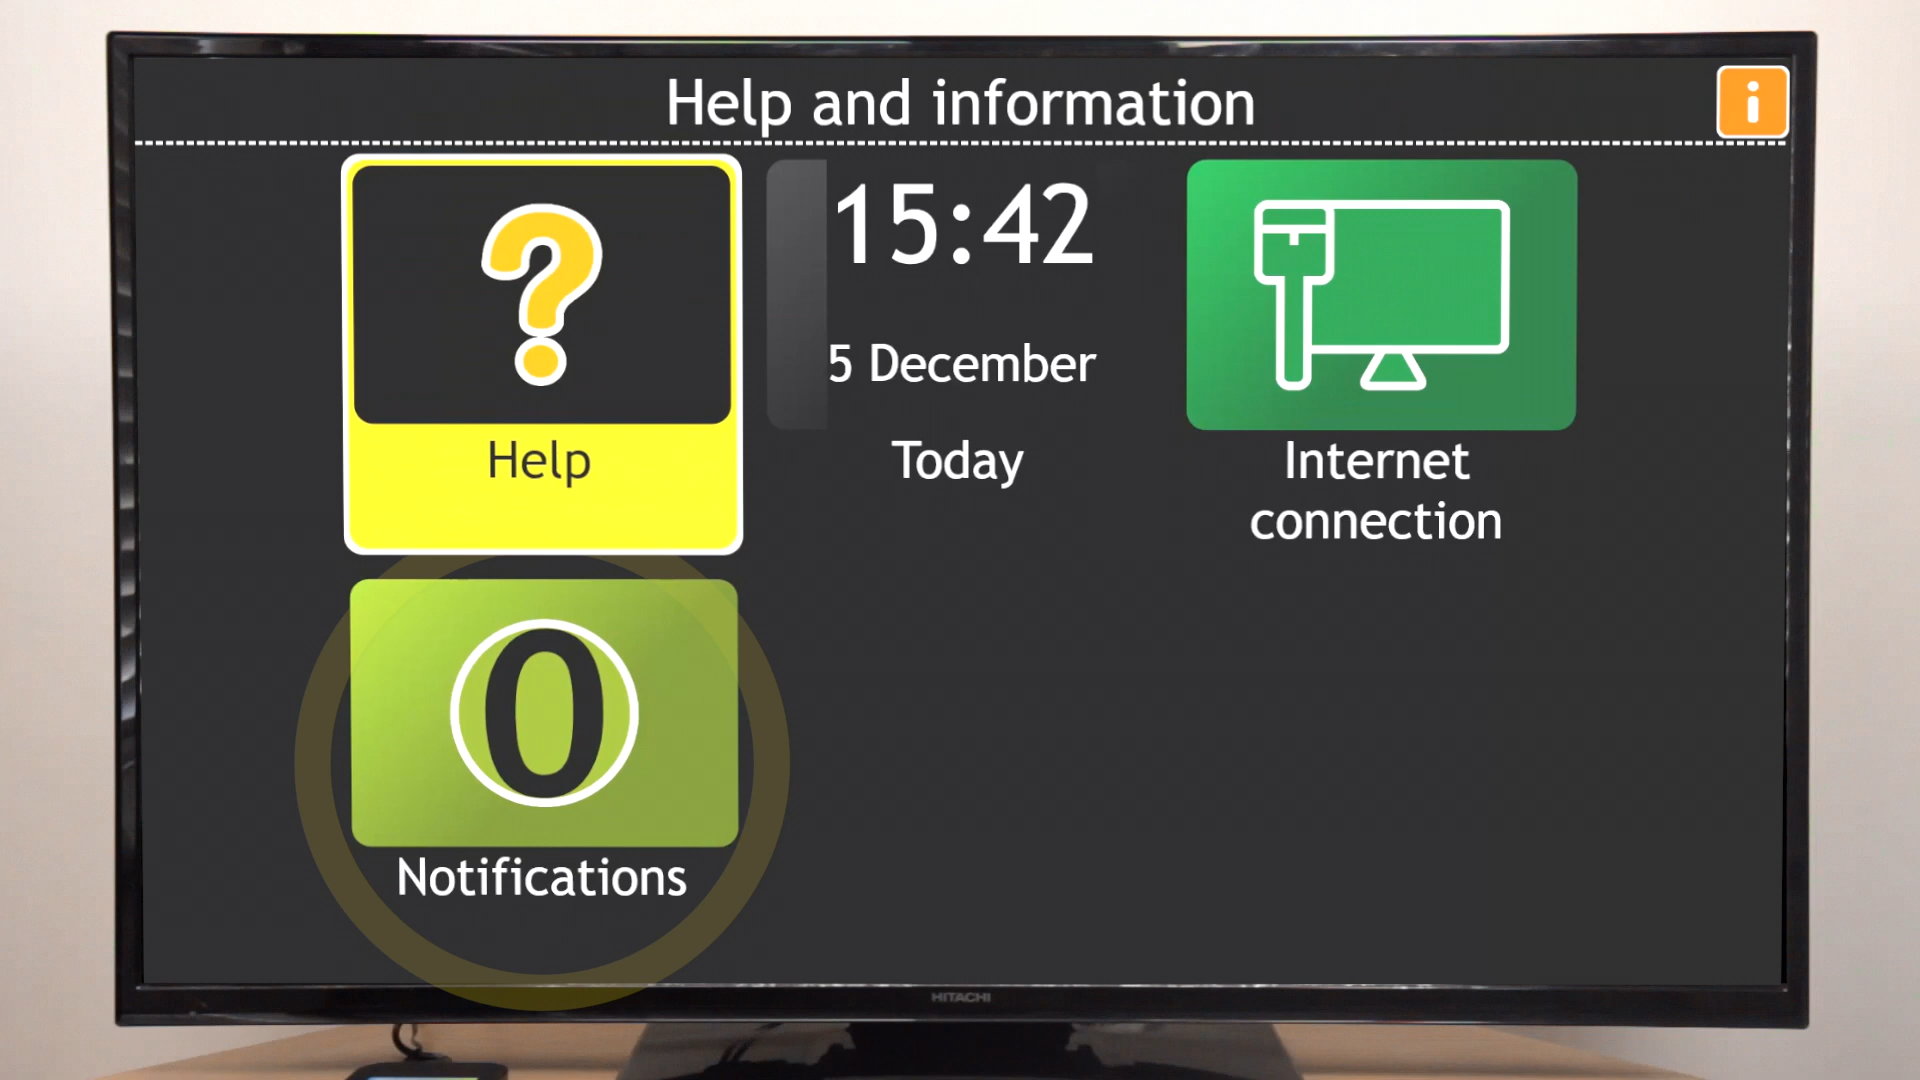 Help and information
i
?
Help
15:42
5 December
Today
Internet
connection
0
Notifications
HITACHI